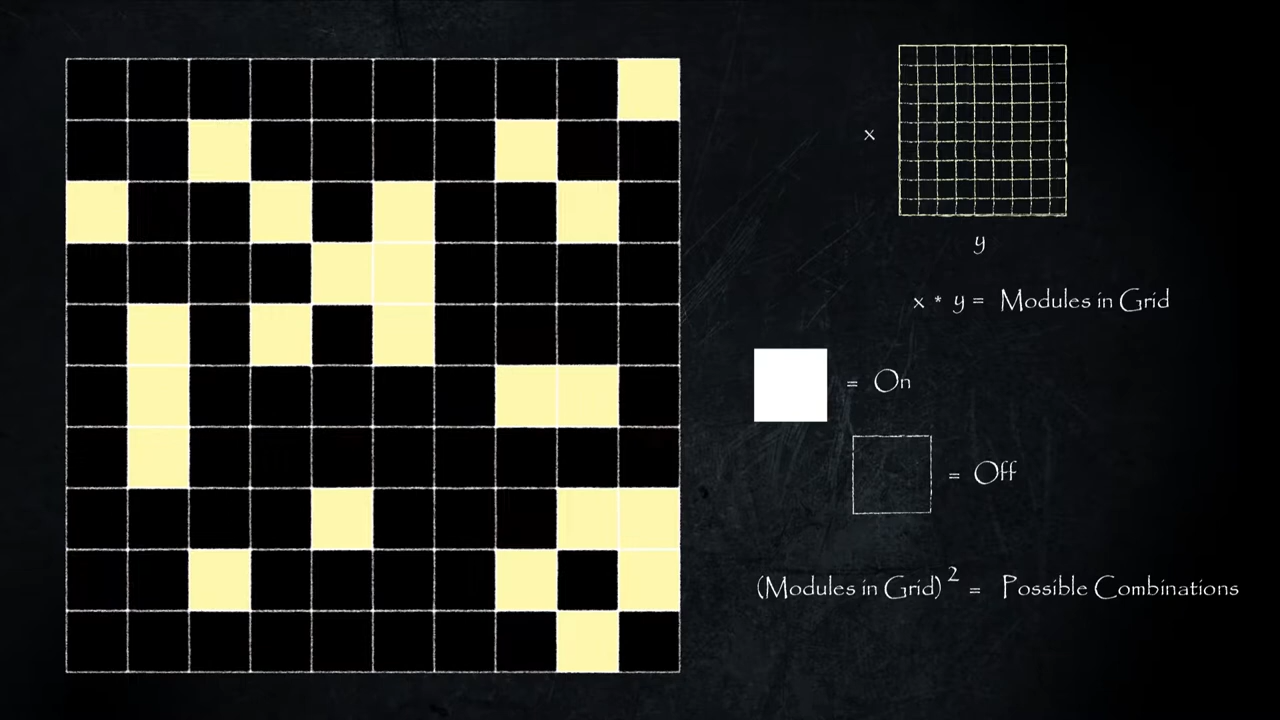 x
y
x * y = Modules in Grid
= On
= Off
(Modules in Grid)² = Possible Combinations